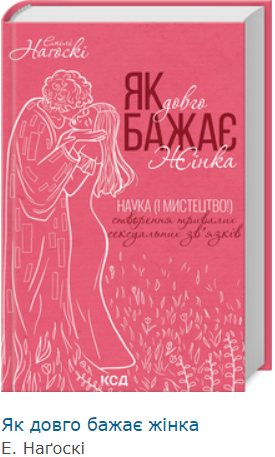 Емілі
Наґоскі
ЯК довго
БАЖАЄ
Жінка
НАУКА (І МИСТЕЦТВО!)
створення тривалих
сексуальних зв'язків
КСД
Як довго бажає жінка
Е. Наґоскі